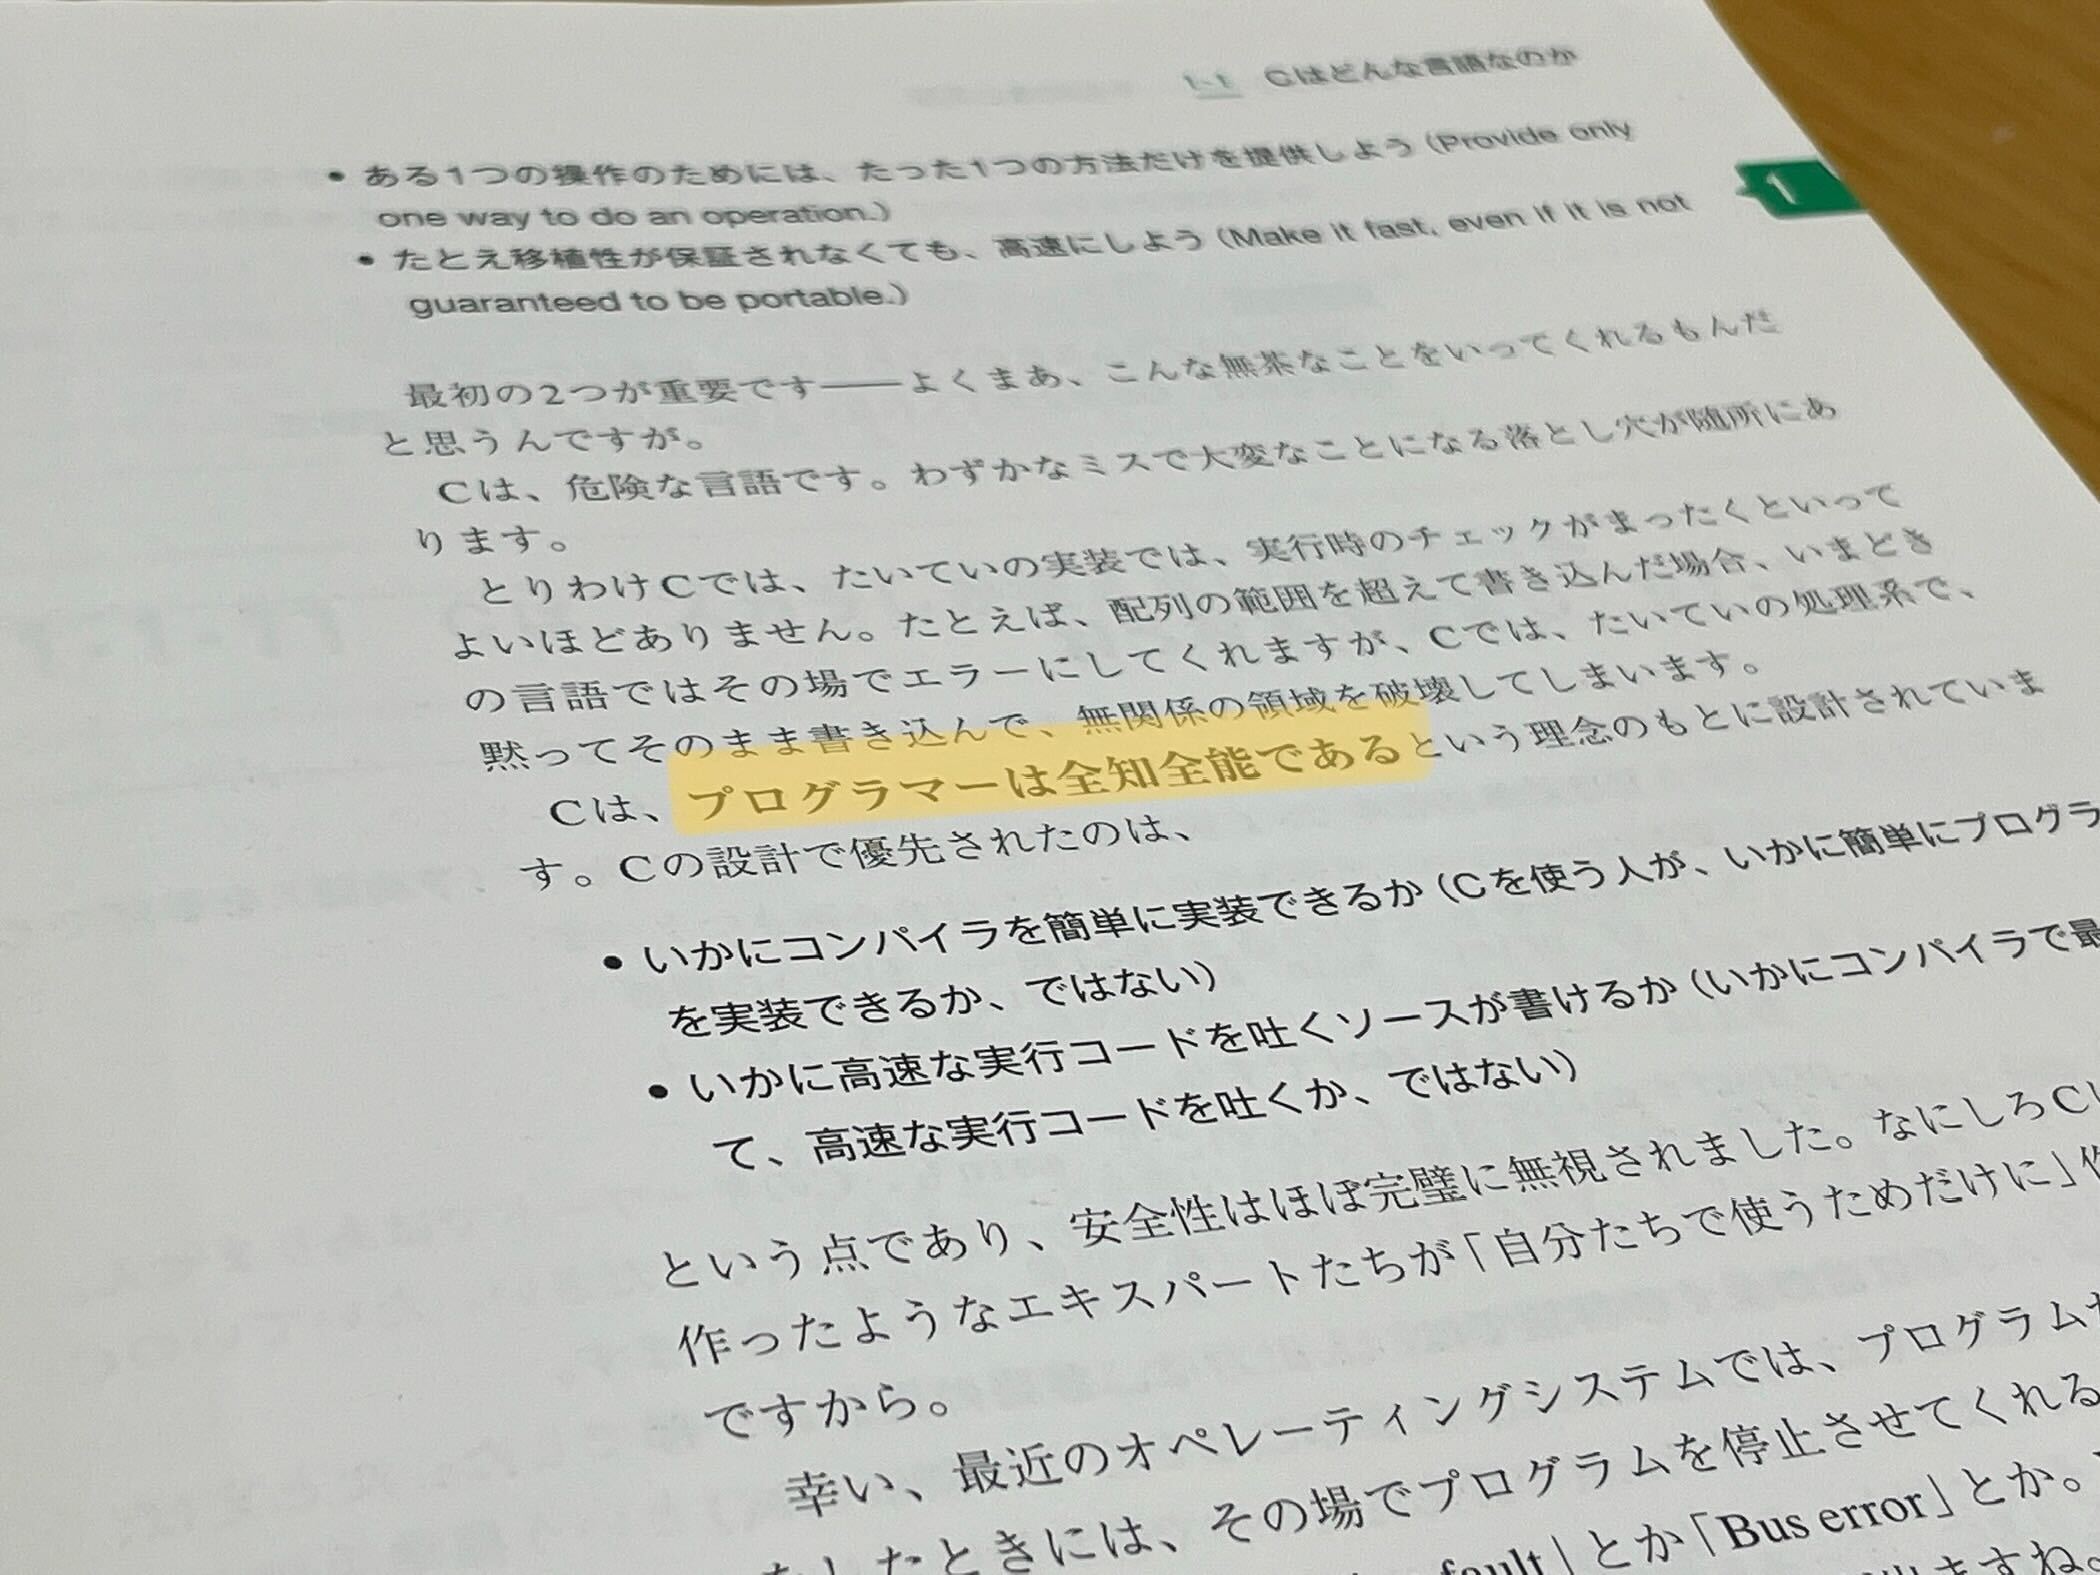 1-1 Cはどんな言語なのか
1
• ある1つの操作のためには、たった1つの方法だけを提供しよう（Provide only
one way to do an operation.）
• たとえ移植性が保証されなくても、高速にしよう（Make it fast, even if it is not
guaranteed to be portable.）
最初の2つが重要です――よくまあ、こんな無茶なことをいってくれるもんだ
と思うんですが。
Cは、危険な言語です。わずかなミスで大変なことになる落とし穴が随所にあ
ります。
とりわけCでは、たいていの実装では、実行時のチェックがまったくといって
よいほどありません。たとえば、配列の範囲を超えて書き込んだ場合、いまどき
の言語ではその場でエラーにしてくれますが、Cでは、たいていの処理系で、
黙ってそのまま書き込んで、無関係の領域を破壊してしまいます。
Cは、プログラマーは全知全能であるという理念のもとに設計されていま
す。Cの設計で優先されたのは、
• いかにコンパイラを簡単に実装できるか（Cを使う人が、いかに簡単にプログラ
を実装できるか、ではない）
• いかに高速な実行コードを吐くソースが書けるか（いかにコンパイラで最
て、高速な実行コードを吐くか、ではない）
という点であり、安全性はほぼ完璧に無視されました。なにしろC
作ったようなエキスパートたちが「自分たちで使うためだけに」
ですから。
幸い、最近のオペレーティングシステムでは、プログラム
したときには、その場でプログラムを停止させてくれる
fault」とか「Bus error」とか。
ますね。